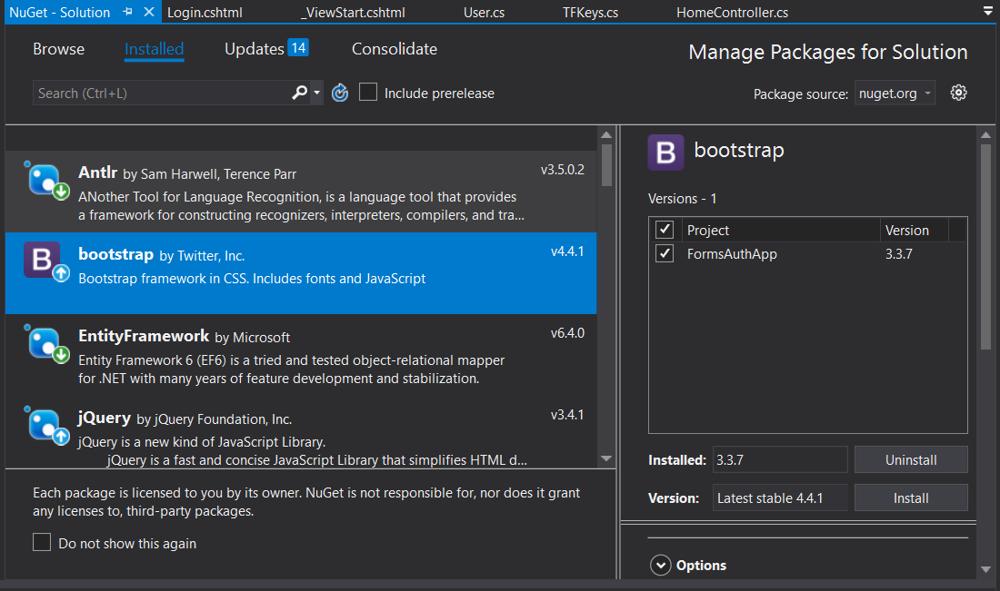 NuGet - Solution
Login.cshtml
_ViewStart.cshtml
User.cs
TFKeys.cs
HomeController.cs
Browse
Installed
Updates 14
Consolidate
Manage Packages for Solution
Search (Ctrl+L)
Include prerelease
Package source: nuget.org
Antlr by Sam Harwell, Terence Parr
v3.5.0.2
ANother Tool for Language Recognition, is a language tool that provides
a framework for constructing recognizers, interpreters, compilers, and tra...
B
bootstrap by Twitter, Inc.
v4.4.1
Bootstrap framework in CSS. Includes fonts and JavaScript
EntityFramework by Microsoft
v6.4.0
Entity Framework 6 (EF6) is a tried and tested object-relational mapper
for .NET with many years of feature development and stabilization.
jQuery by jQuery Foundation, Inc.
v3.4.1
jQuery is a new kind of JavaScript Library.
jQuery is a fast and concise JavaScript Library that simplifies HTML d...
Each package is licensed to you by its owner. NuGet is not responsible for, nor does it grant
any licenses to, third-party packages.
Do not show this again
B
bootstrap
Versions - 1
Project
Version
FormsAuthApp
3.3.7
Installed: 3.3.7
Uninstall
Version: Latest stable 4.4.1
Install
Options